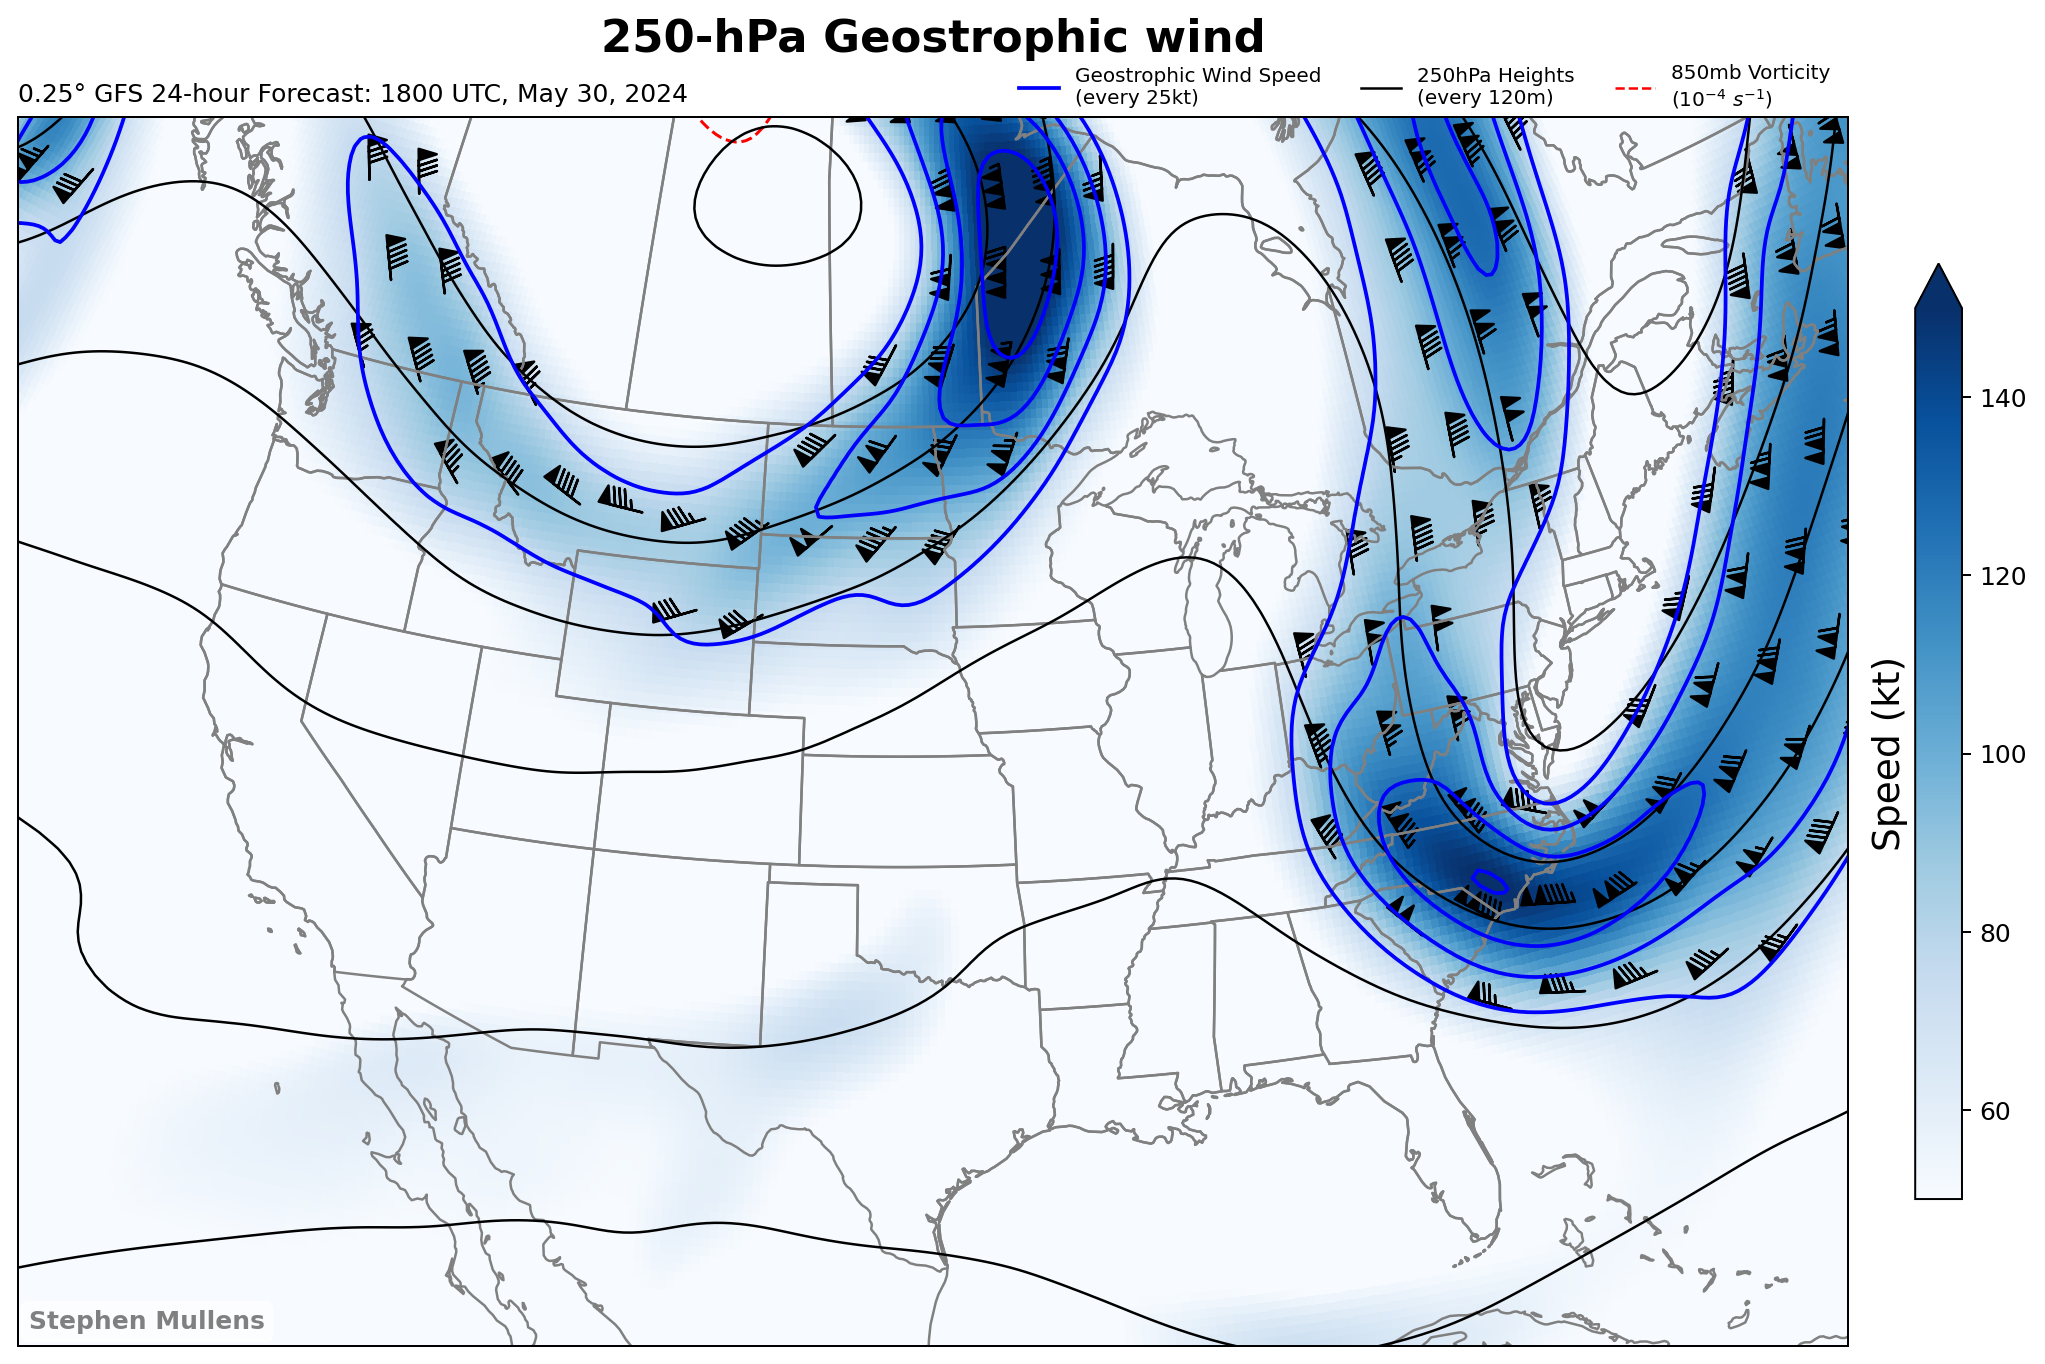 250-hPa Geostrophic wind
0.25° GFS 24-hour Forecast: 1800 UTC, May 30, 2024
Geostrophic Wind Speed
(every 25kt)
250hPa Heights
(every 120m)
850mb Vorticity
(10⁻⁴ s⁻¹)
140
120
100
80
60
Speed (kt)
Stephen Mullens